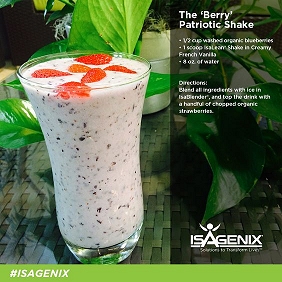 The 'Berry'
Patriotic Shake
• 1/2 cup washed organic blueberries
• 1 scoop IsaLean® Shake in Creamy
French Vanilla
• 8 oz. of water
Directions:
Blend all ingredients with ice in
IsaBlender®, and top the drink with
a handful of chopped organic
strawberries.
ISAGENIX®
Solutions to Transform Lives™
#ISAGENIX